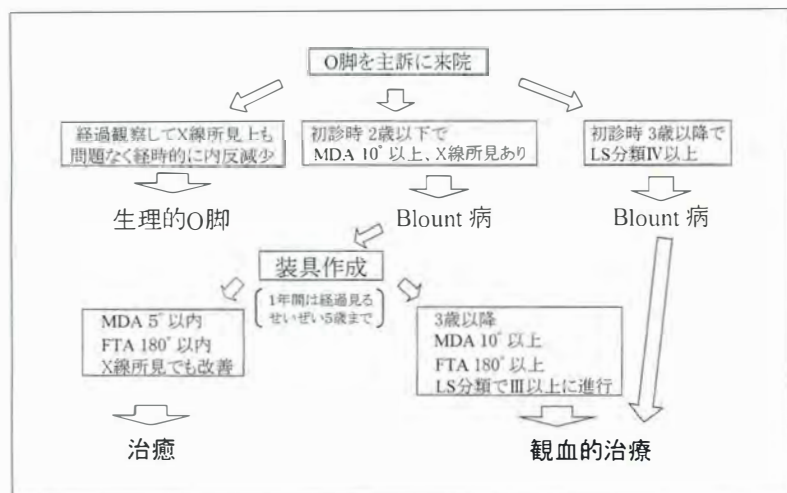 O脚を主訴に来院
経過観察してX線所見上も
問題なく経時的に内反減少
初診時 2歳以下で
MDA 10°以上、X線所見あり
初診時 3歳以降で
LS分類Ⅳ以上
生理的O脚
Blount 病
Blount 病
装具作成
1年間は経過見る
せいぜい5歳まで
MDA 5°以内
FTA 180°以内
X線所見でも改善
3歳以降
MDA 10°以上
FTA 180°以上
LS分類でⅢ以上に進行
治癒
観血的治療